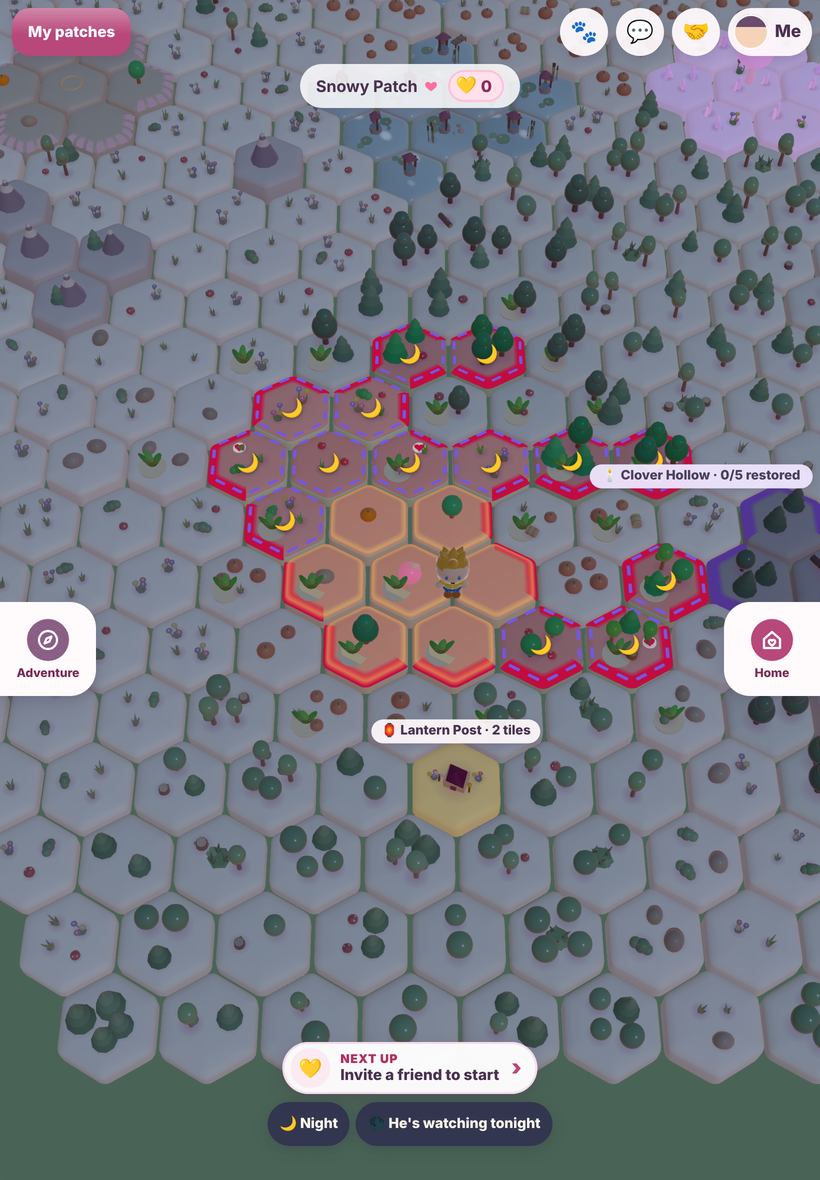 My patches
Me
Snowy Patch 0
Clover Hollow · 0/5 restored
Adventure
Home
Lantern Post · 2 tiles
NEXT UP
Invite a friend to start
Night
He's watching tonight